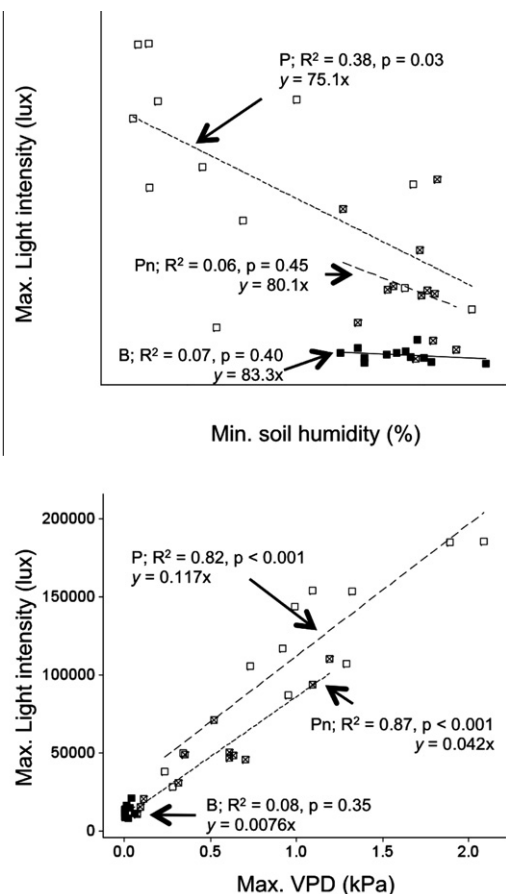 Max. Light intensity (lux)
P; R² = 0.38, p = 0.03
y = 75.1x
Pn; R² = 0.06, p = 0.45
y = 80.1x
B; R² = 0.07, p = 0.40
y = 83.3x
Min. soil humidity (%)
Max. Light intensity (lux)
200000
150000
100000
50000
0
P; R² = 0.82, p < 0.001
y = 0.117x
Pn; R² = 0.87, p < 0.001
y = 0.042x
B; R² = 0.08, p = 0.35
y = 0.0076x
0.0 0.5 1.0 1.5 2.0
Max. VPD (kPa)